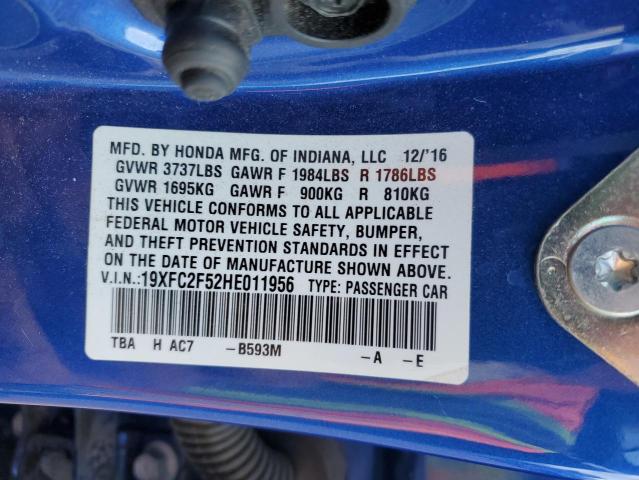 MFD. BY HONDA MFG. OF INDIANA, LLC 12/'16
GVWR 3737LBS GAWR F 1984LBS R 1786LBS
GVWR 1695KG GAWR F 900KG R 810KG
THIS VEHICLE CONFORMS TO ALL APPLICABLE
FEDERAL MOTOR VEHICLE SAFETY, BUMPER,
AND THEFT PREVENTION STANDARDS IN EFFECT
ON THE DATE OF MANUFACTURE SHOWN ABOVE.
V.I.N.:19XFC2F52HE011956 TYPE: PASSENGER CAR
TBA H AC7 -B593M -A -E